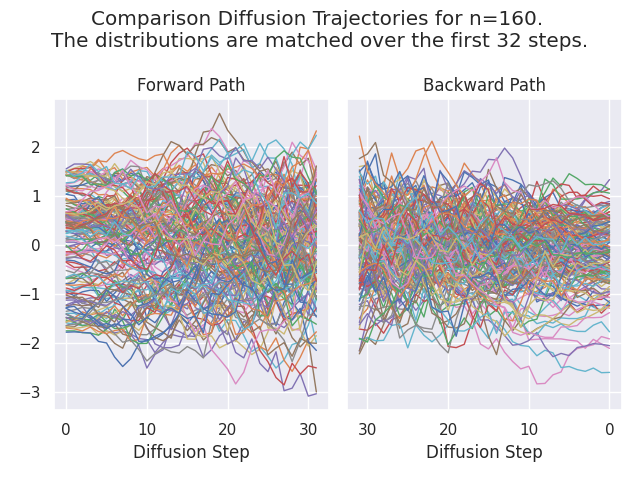 Comparison Diffusion Trajectories for n=160.
The distributions are matched over the first 32 steps.
Forward Path
Backward Path
2
1
0
−1
−2
−3
0 10 20 30
30 20 10 0
Diffusion Step
Diffusion Step